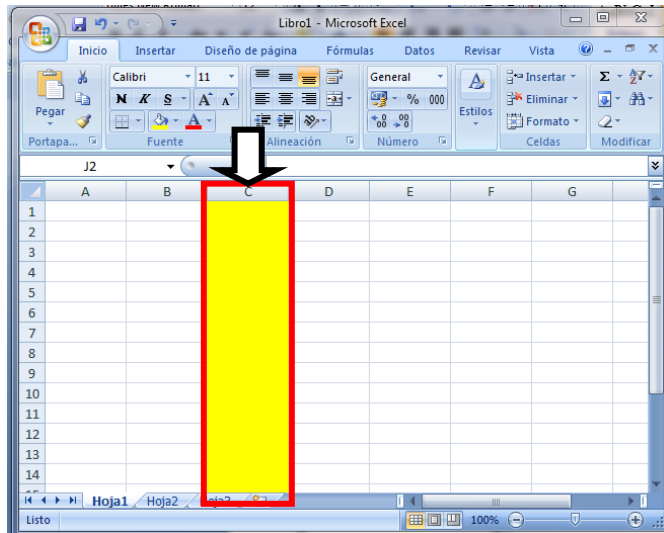 Libro1 - Microsoft Excel
Inicio Insertar Diseño de página Fórmulas Datos Revisar Vista
Calibri 11 General Insertar Σ
Pegar N K S A A % 000 Estilos Eliminar
A Formato
Portapa... Fuente Alineación Número Celdas Modificar
J2
A B C D E F G
1
2
3
4
5
6
7
8
9
10
11
12
13
14
Hoja1 Hoja2
Listo 100%